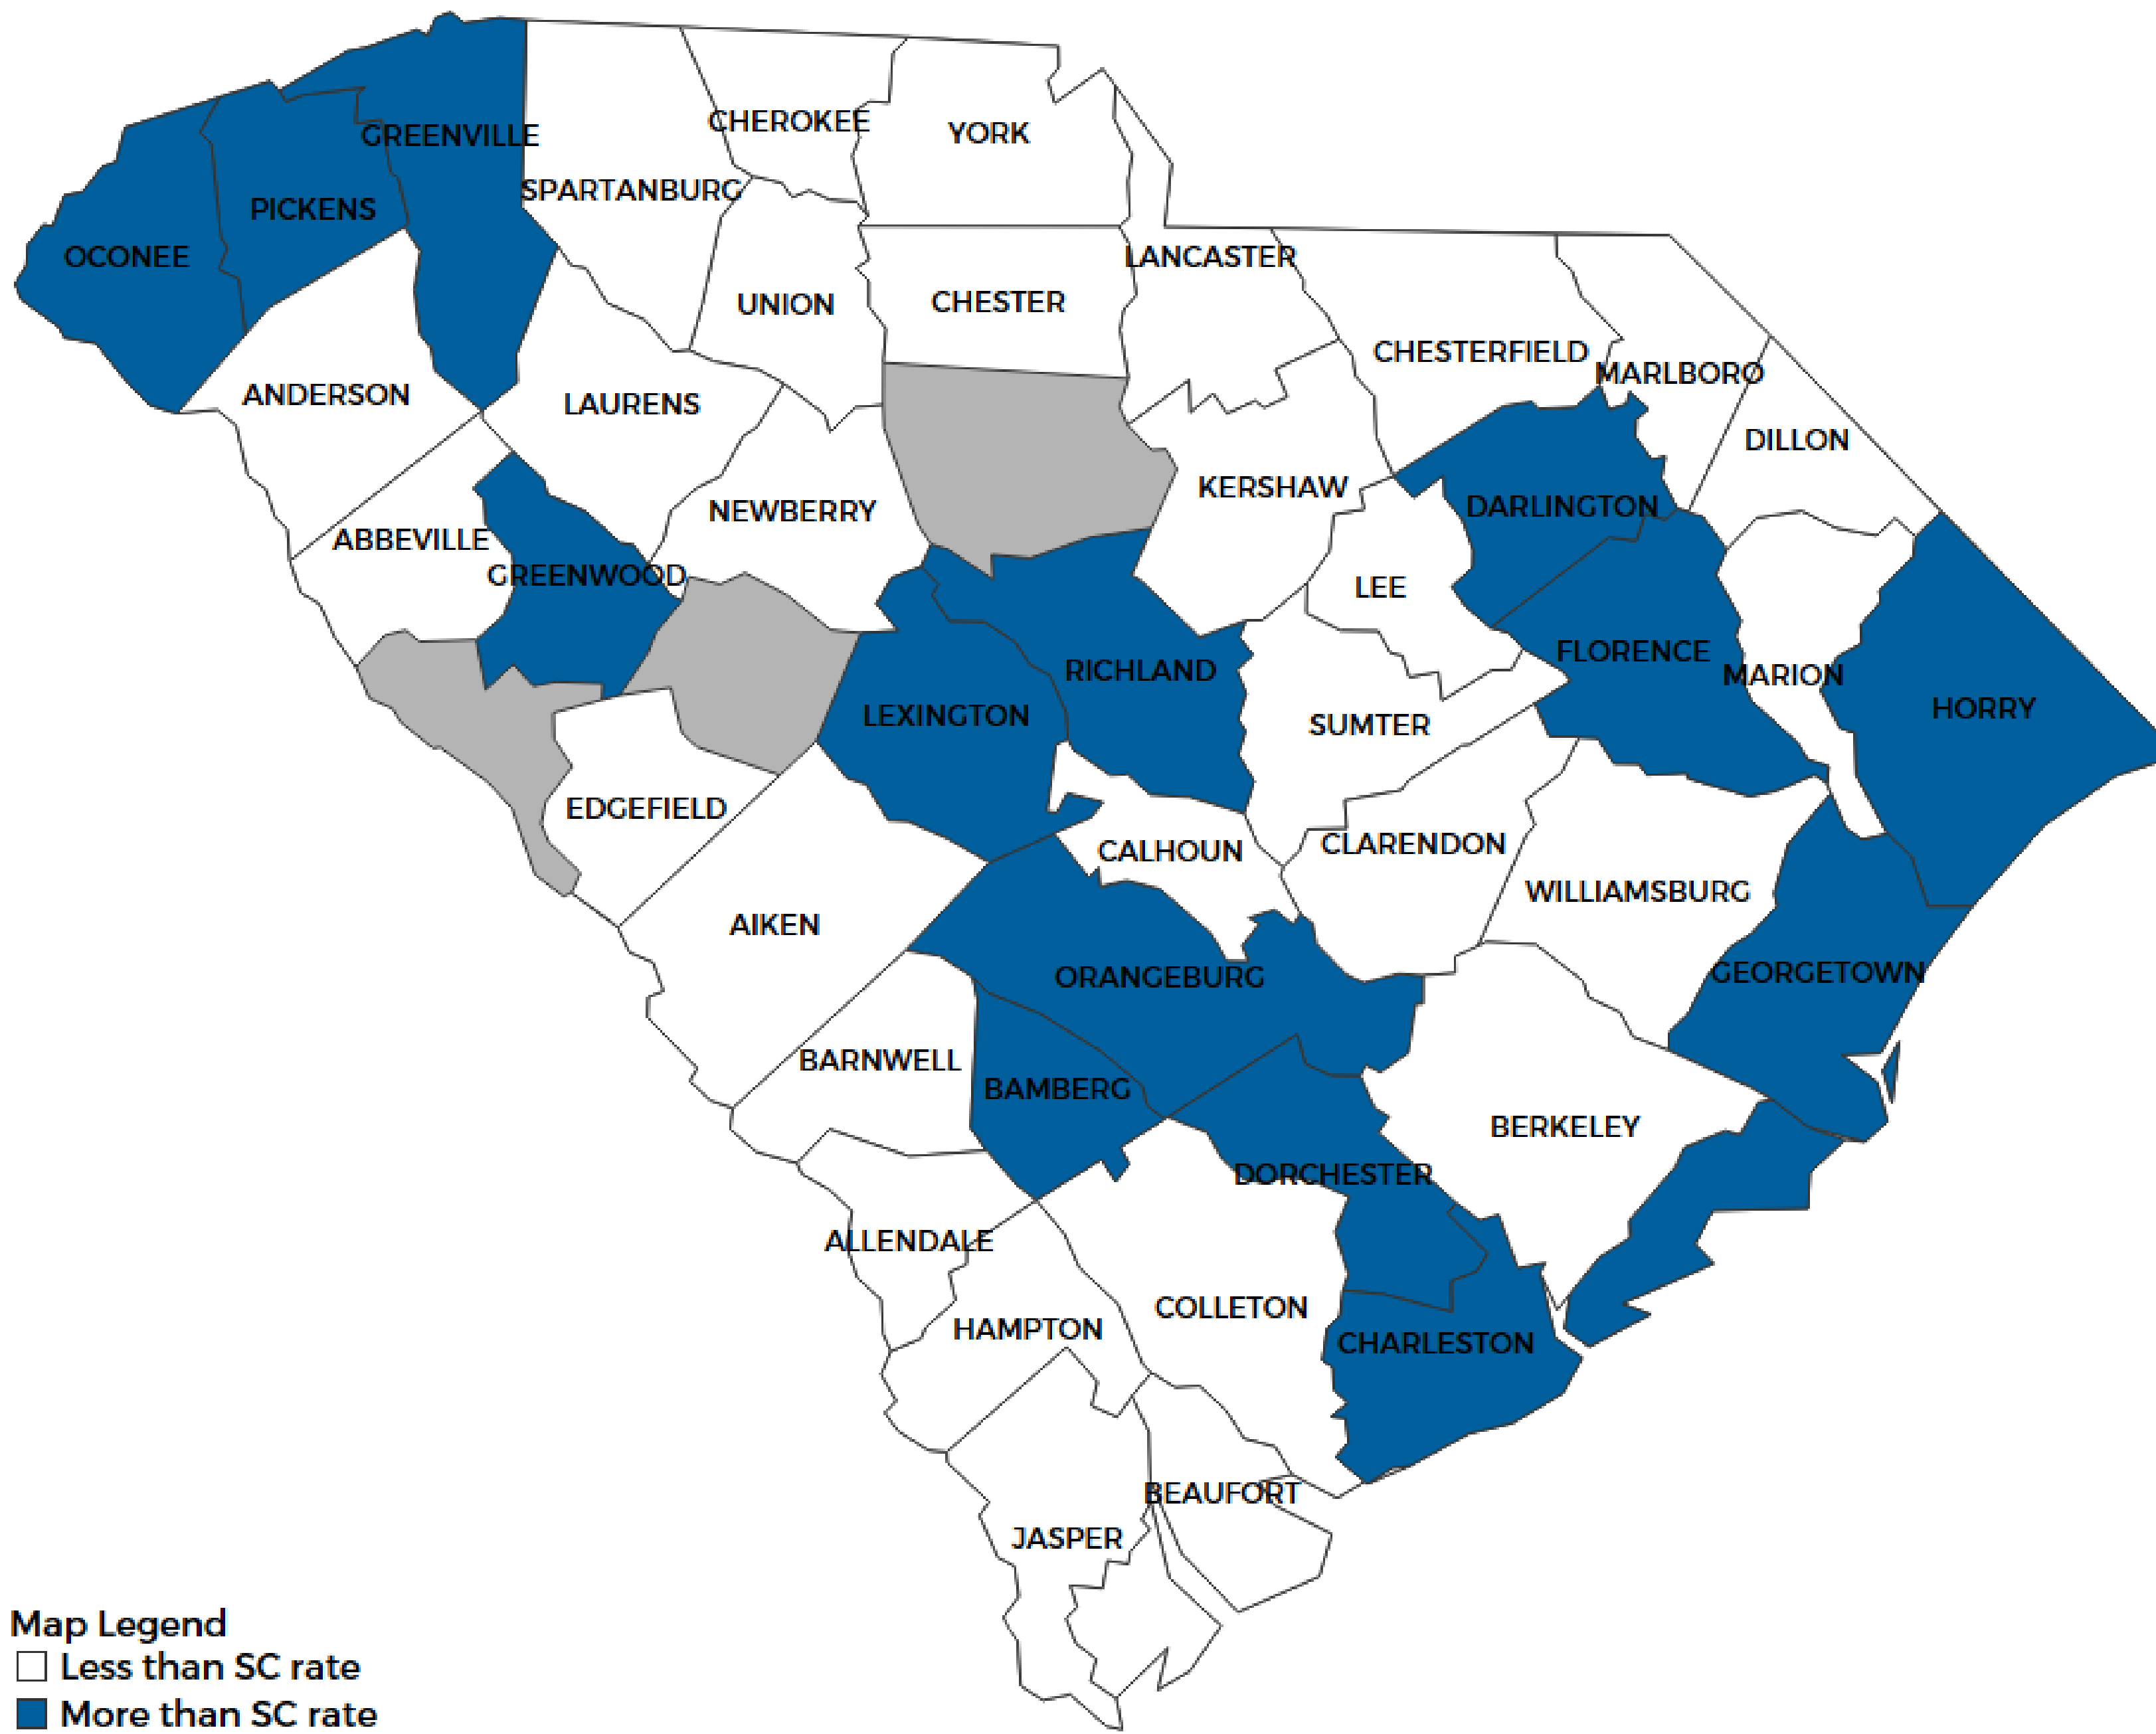 CHEROKEE
YORK
GREENVILLE
SPARTANBURG
PICKENS
OCONEE
LANCASTER
UNION
CHESTER
CHESTERFIELD
MARLBORO
ANDERSON
LAURENS
DILLON
KERSHAW
NEWBERRY
DARLINGTON
ABBEVILLE
GREENWOOD
LEE
FLORENCE
RICHLAND
MARION
HORRY
LEXINGTON
SUMTER
EDGEFIELD
CLARENDON
CALHOUN
WILLIAMSBURG
AIKEN
GEORGETOWN
ORANGEBURG
BARNWELL
BAMBERG
BERKELEY
DORCHESTER
ALLENDALE
COLLETON
HAMPTON
CHARLESTON
BEAUFORT
JASPER
Map Legend
Less than SC rate
More than SC rate